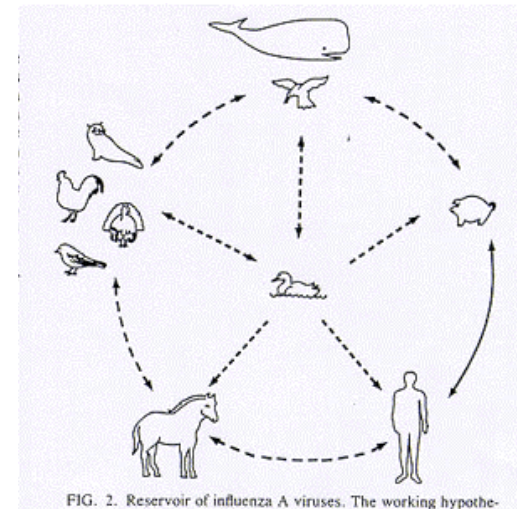 FIG. 2. Reservoir of influenza A viruses. The working hypothe-